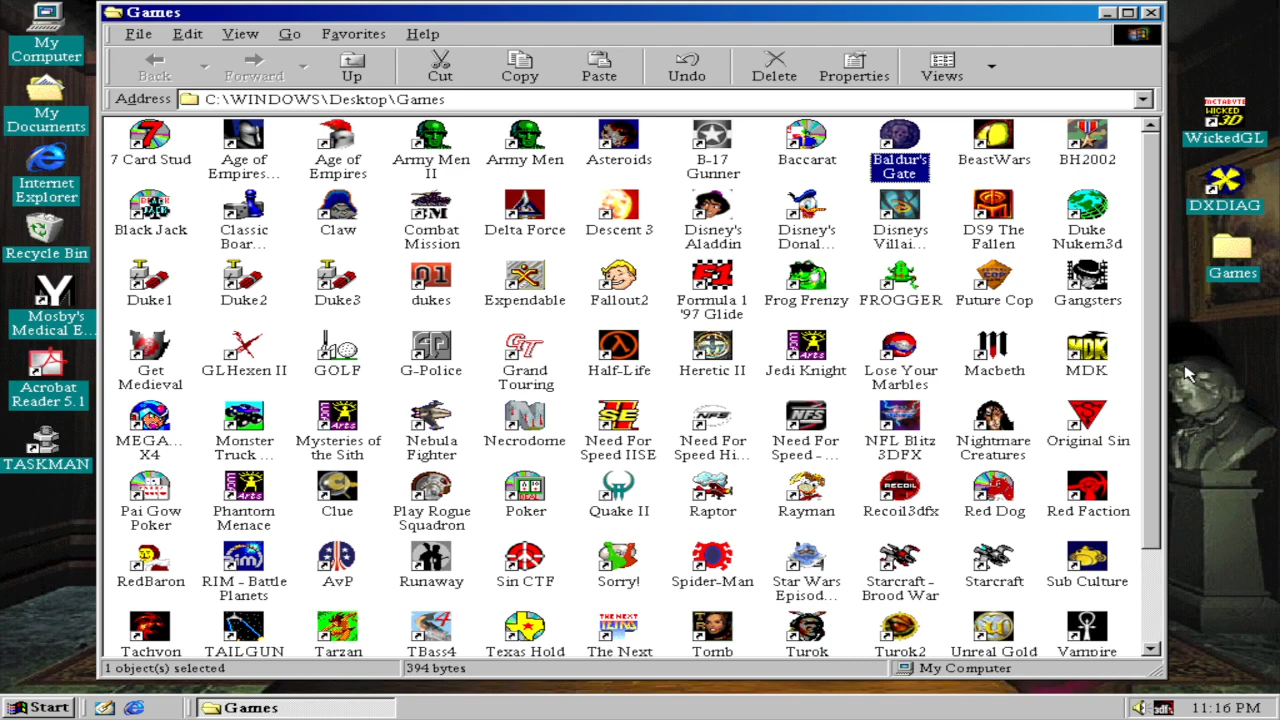 Games
File Edit View Go Favorites Help
Back Forward Up Cut Copy Paste Undo Delete Properties Views
Address C:\WINDOWS\Desktop\Games
My
Computer
My
Documents
Internet
Explorer
Recycle Bin
Mosby's
Medical E...
Acrobat
Reader 5.1
TASKMAN
7 Card Stud
Age of
Empires...
Age of
Empires
Army Men
II
Army Men
Asteroids
B-17
Gunner
Baccarat
Baldur's
Gate
BeastWars
BH2002
Black Jack
Classic
Boar...
Claw
Combat
Mission
Delta Force
Descent 3
Disney's
Aladdin
Disney's
Donal...
Disneys
Villai...
DS9 The
Fallen
Duke
Nukem3d
Duke1
Duke2
Duke3
dukes
Expendable
Fallout2
Formula 1
'97 Glide
Frog Frenzy
FROGGER
Future Cop
Gangsters
Get
Medieval
GLHexen II
GOLF
G-Police
Grand
Touring
Half-Life
Heretic II
Jedi Knight
Lose Your
Marbles
Macbeth
MDK
MEGA...
X4
Monster
Truck ...
Mysteries of
the Sith
Nebula
Fighter
Necrodome
Need For
Speed IISE
Need For
Speed Hi...
Need For
Speed - ...
NFL Blitz
3DFX
Nightmare
Creatures
Original Sin
Pai Gow
Poker
Phantom
Menace
Clue
Play Rogue
Squadron
Poker
Quake II
Raptor
Rayman
Recoil3dfx
Red Dog
Red Faction
RedBaron
RIM - Battle
Planets
AvP
Runaway
Sin CTF
Sorry!
Spider-Man
Star Wars
Episod...
Starcraft -
Brood War
Starcraft
Sub Culture
Tachyon
TAILGUN
Tarzan
TBass4
Texas Hold
The Next
Tomb
Turok
Turok2
Unreal Gold
Vampire
WickedGL
DXDIAG
Games
1 object(s) selected
394 bytes
My Computer
Start
Games
11:16 PM